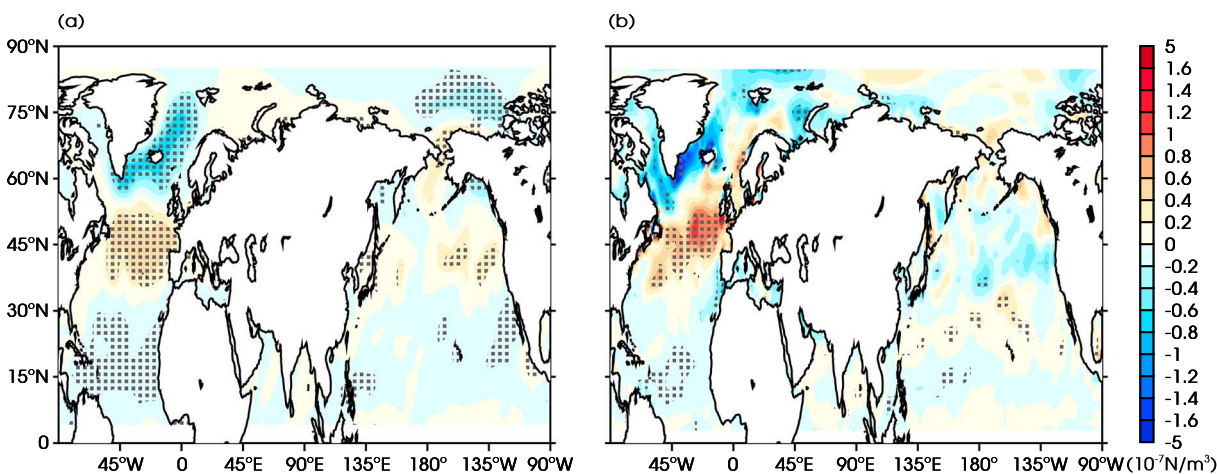 (a)
(b)
90°N
75°N
60°N
45°N
30°N
15°N
0
45°W
0
45°E
90°E
135°E
180°
135°W
90°W
45°W
0
45°E
90°E
135°E
180°
135°W
90°W
5
1.6
1.4
1.2
1
0.8
0.6
0.4
0.2
0
-0.2
-0.4
-0.6
-0.8
-1
-1.2
-1.4
-1.6
-5
(10⁻⁷N/m³)